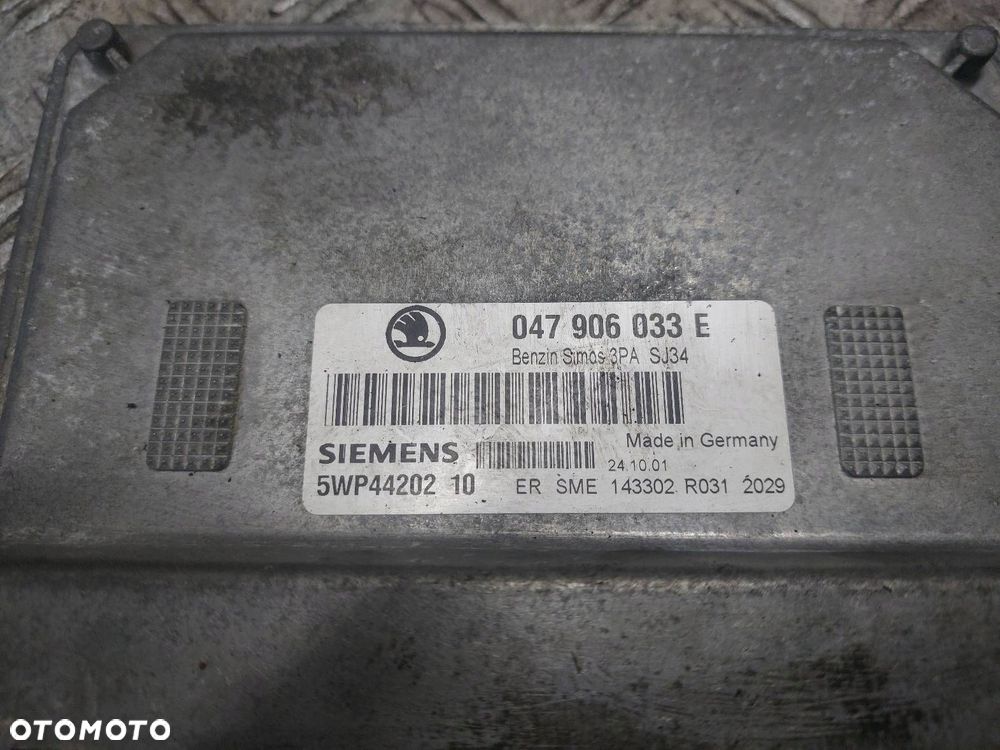 047 906 033 E
Benzin Simos 3PA SJ34
SIEMENS
Made in Germany
24.10.01
5WP44202 10 ER SME 143302 R031 2029
OTOMOTO